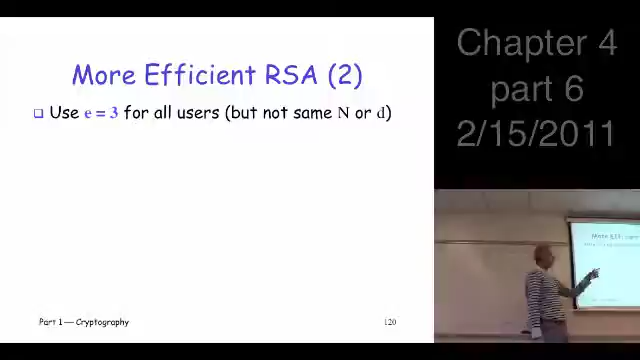 More Efficient RSA (2)
Use e = 3 for all users (but not same N or d)
Part 1 — Cryptography
120
Chapter 4
part 6
2/15/2011